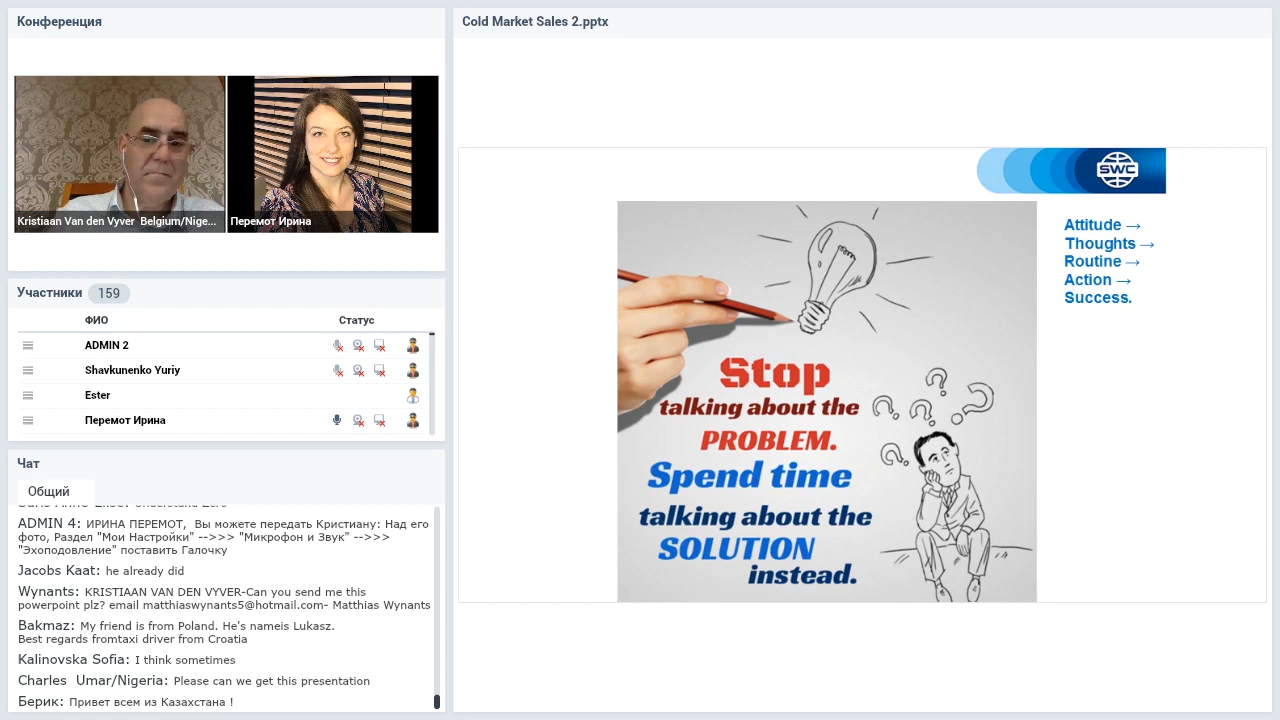 Конференция
Kristiaan Van den Vyver Belgium/Nige...
Перемот Ирина
Участники 159
ФИО Статус
ADMIN 2
Shavkunenko Yuriy
Ester
Перемот Ирина
Чат
Общий
ADMIN 4: ИРИНА ПЕРЕМОТ, Вы можете передать Кристиану: Над его
фото, Раздел "Мои Настройки" -->>> "Микрофон и Звук" -->>>
"Эхоподовление" поставить Галочку
Jacobs Kaat: he already did
Wynants: KRISTIAAN VAN DEN VYVER-Can you send me this
powerpoint plz? email matthiaswynants5@hotmail.com- Matthias Wynants
Bakmaz: My friend is from Poland. He's nameis Lukasz.
Best regards fromtaxi driver from Croatia
Kalinovska Sofia: I think sometimes
Charles Umar/Nigeria: Please can we get this presentation
Берик: Привет всем из Казахстана !
Cold Market Sales 2.pptx
SWC
Attitude →
Thoughts →
Routine →
Action →
Success.
Stop
talking about the
PROBLEM.
Spend time
talking about the
SOLUTION
instead.